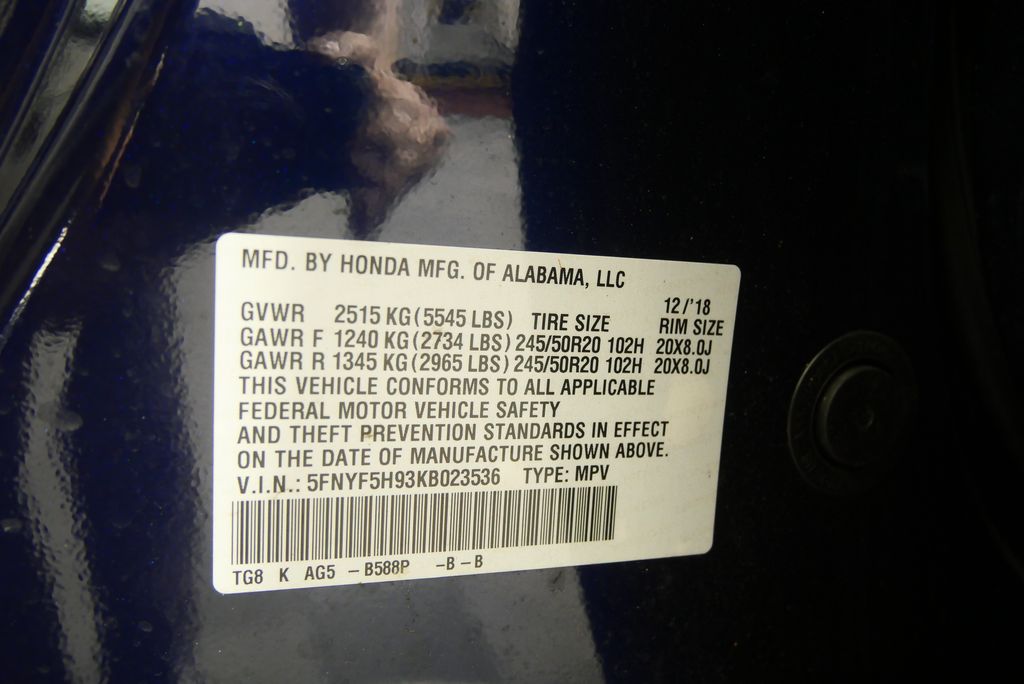 MFD. BY HONDA MFG. OF ALABAMA, LLC
12/'18
GVWR 2515 KG (5545 LBS) TIRE SIZE RIM SIZE
GAWR F 1240 KG (2734 LBS) 245/50R20 102H 20X8.0J
GAWR R 1345 KG (2965 LBS) 245/50R20 102H 20X8.0J
THIS VEHICLE CONFORMS TO ALL APPLICABLE
FEDERAL MOTOR VEHICLE SAFETY
AND THEFT PREVENTION STANDARDS IN EFFECT
ON THE DATE OF MANUFACTURE SHOWN ABOVE.
V.I.N.: 5FNYF5H93KB023536 TYPE: MPV
TG8 K AG5 – B588P –B – B